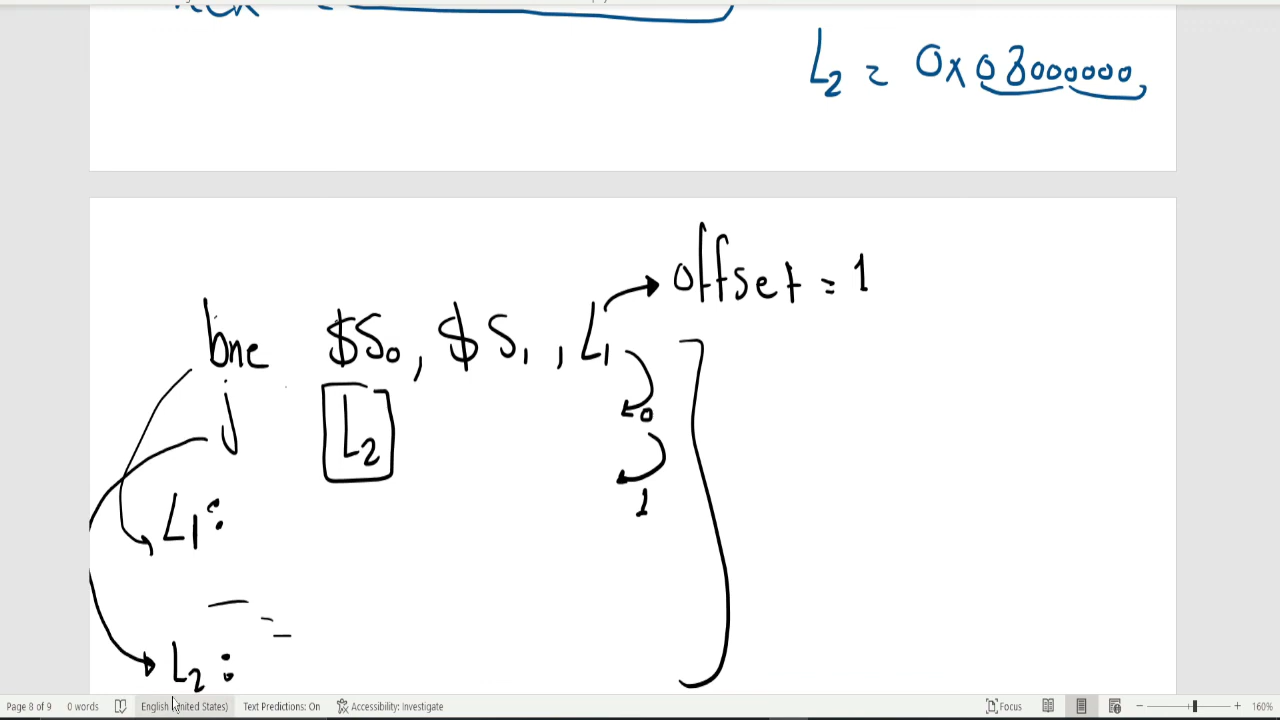 L2 = 0x08000000
offset = 1
bne $S0, $S1, L1
0
j L2
1
L1:
L2:
Page 8 of 9 0 words English (United States) Text Predictions: On Accessibility: Investigate Focus 160%